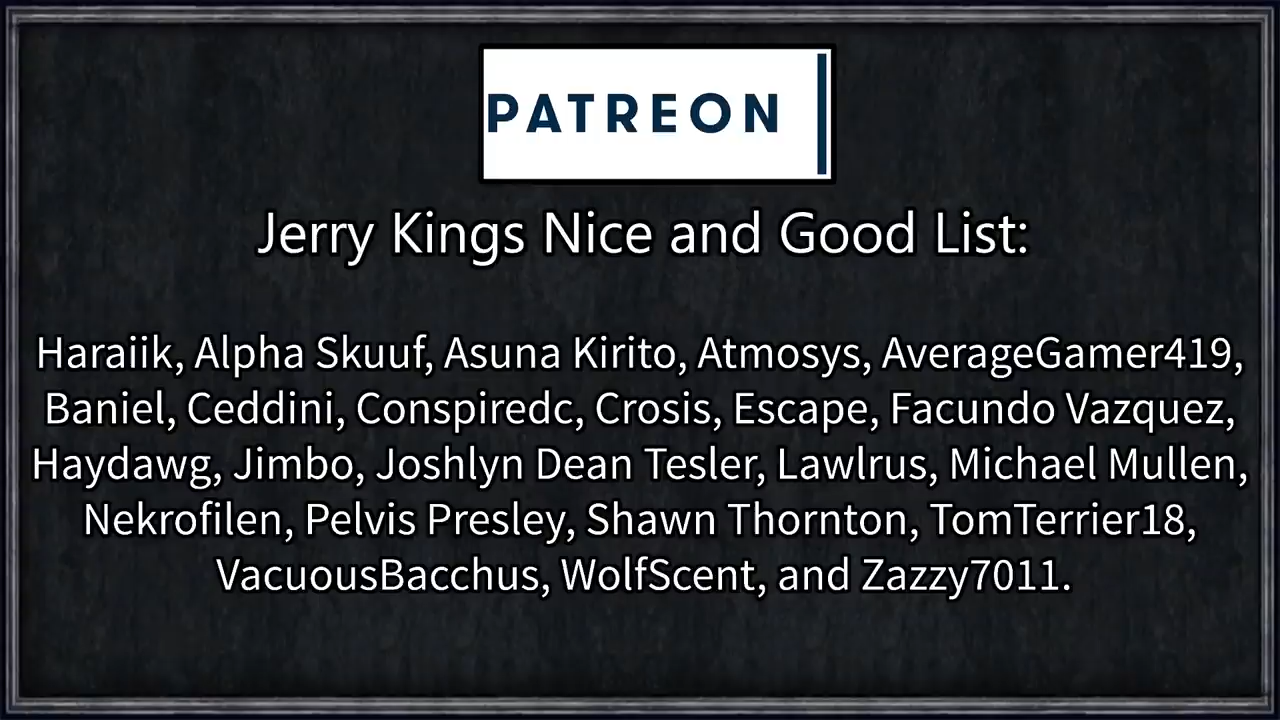 PATREON
Jerry Kings Nice and Good List:
Haraiik, Alpha Skuuf, Asuna Kirito, Atmosys, AverageGamer419,
Baniel, Ceddini, Conspiredc, Crosis, Escape, Facundo Vazquez,
Haydawg, Jimbo, Joshlyn Dean Tesler, Lawlrus, Michael Mullen,
Nekrofilen, Pelvis Presley, Shawn Thornton, TomTerrier18,
VacuousBacchus, WolfScent, and Zazzy7011.